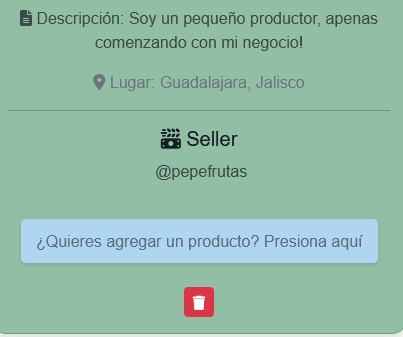 Descripción: Soy un pequeño productor, apenas
comenzando con mi negocio!
Lugar: Guadalajara, Jalisco
Seller
@pepefrutas
¿Quieres agregar un producto? Presiona aquí